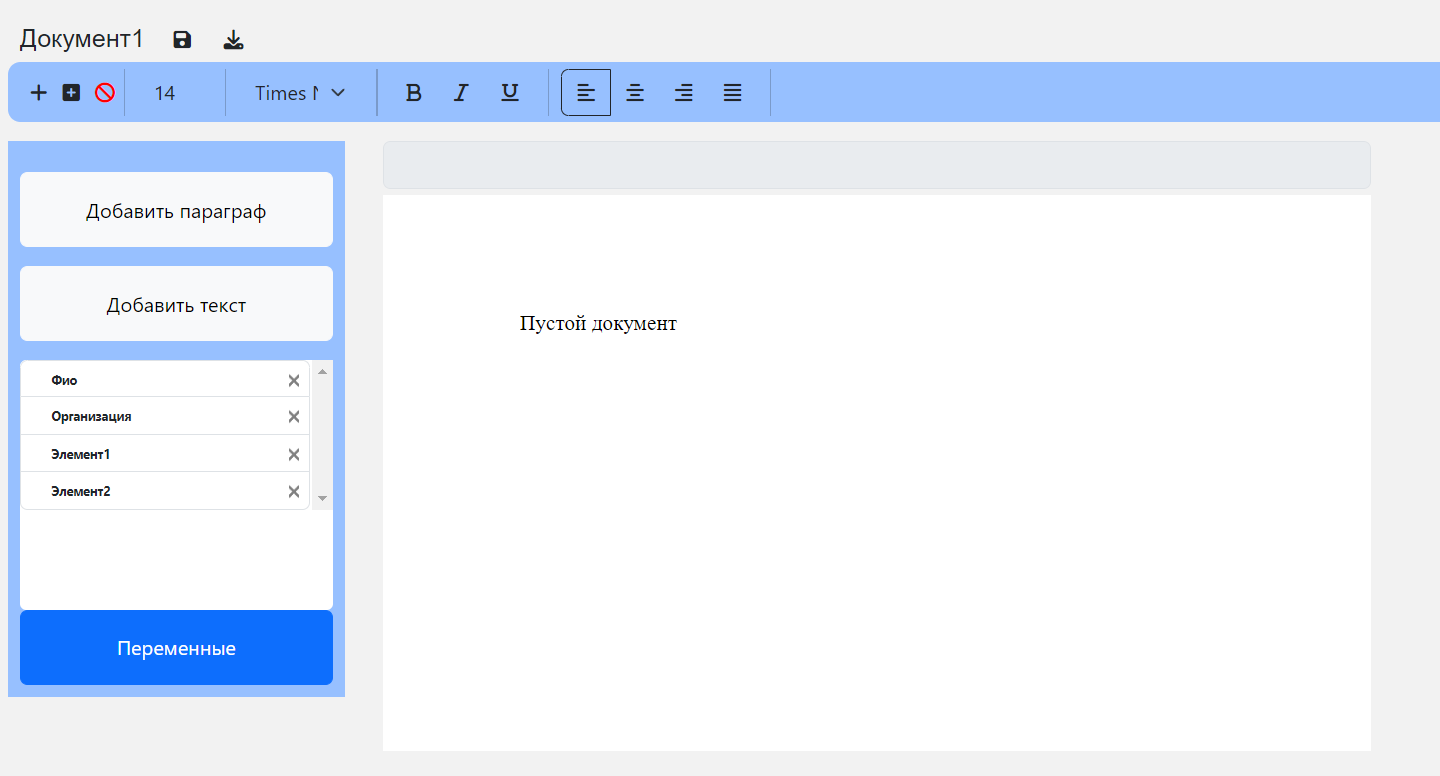 Документ1
14
Times N
B I U
Добавить параграф
Добавить текст
Фио
Организация
Элемент1
Элемент2
Переменные
Пустой документ